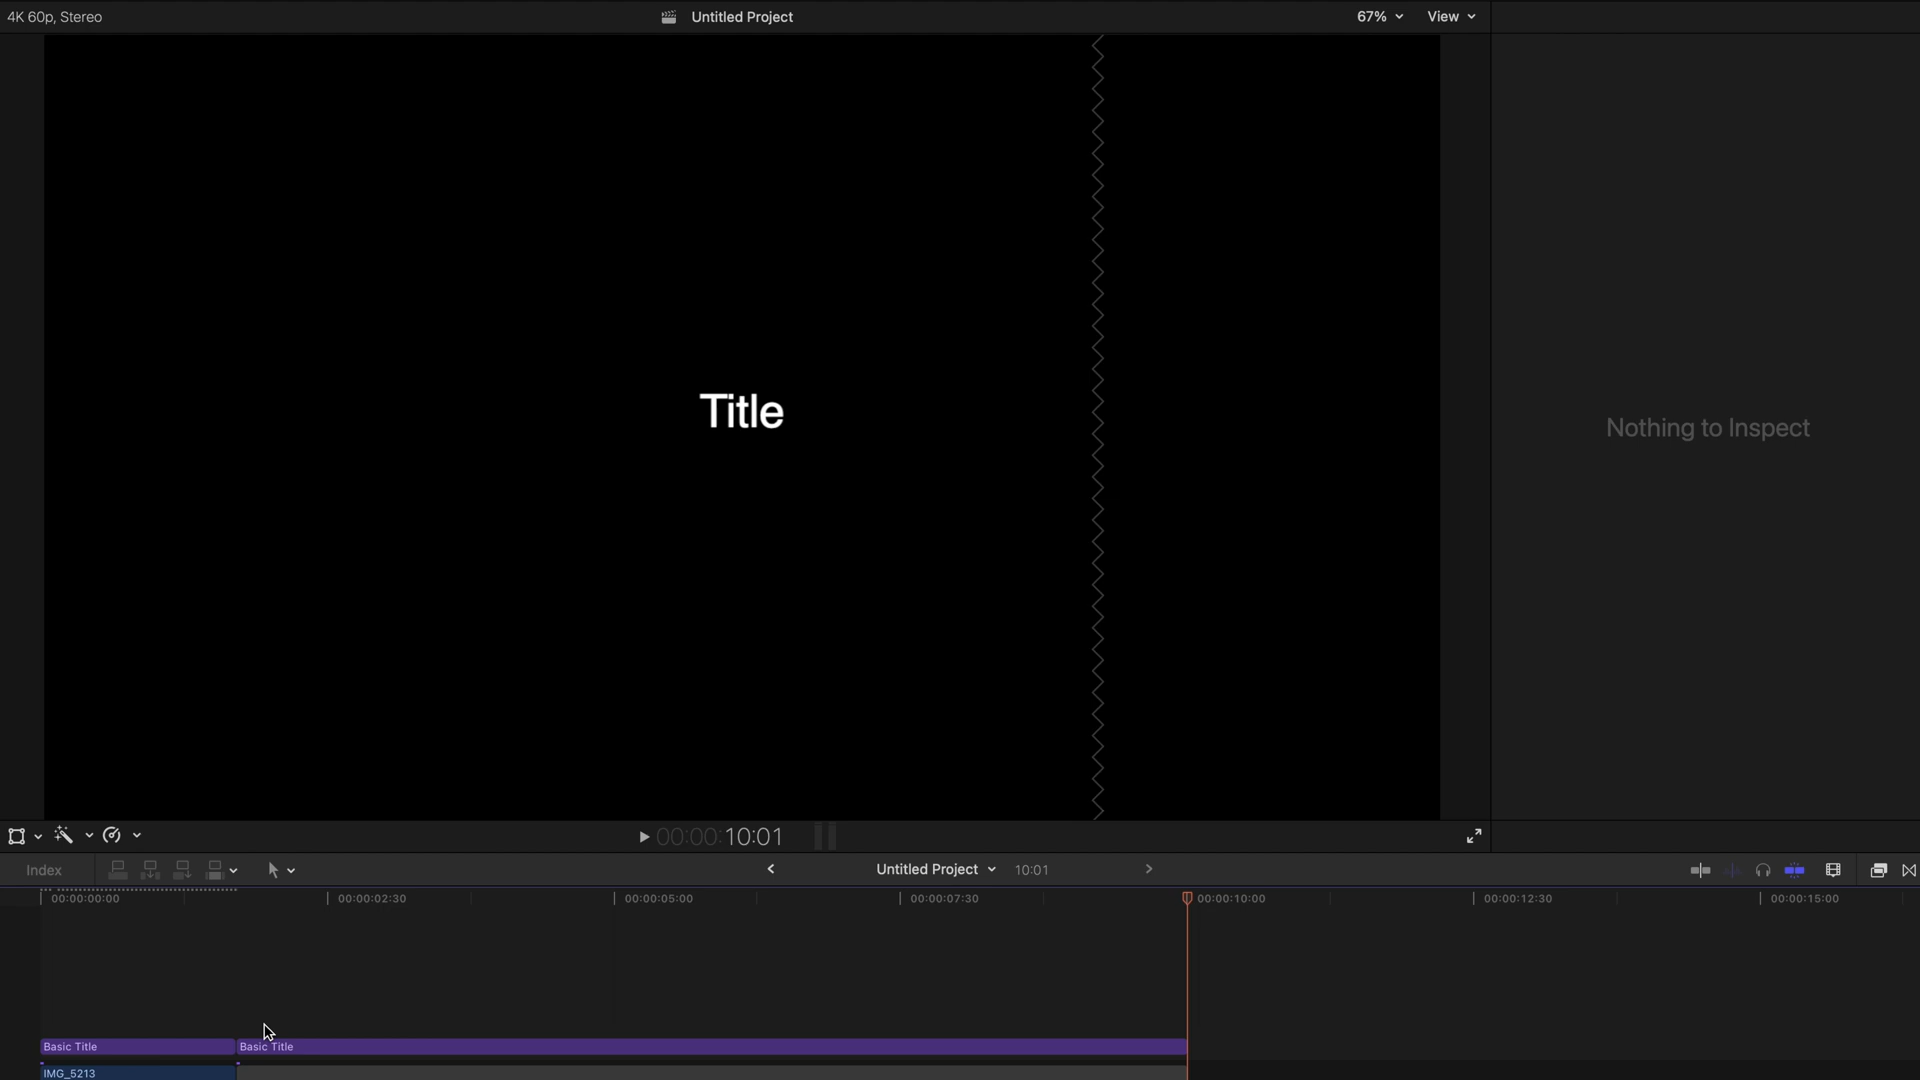 4K 60p, Stereo
Untitled Project
67%
View
Title
Nothing to Inspect
00:00:10:01
Index
Untitled Project
10:01
00:00:00:00
00:00:02:30
00:00:05:00
00:00:07:30
00:00:10:00
00:00:12:30
00:00:15:00
Basic Title
Basic Title
IMG_5213